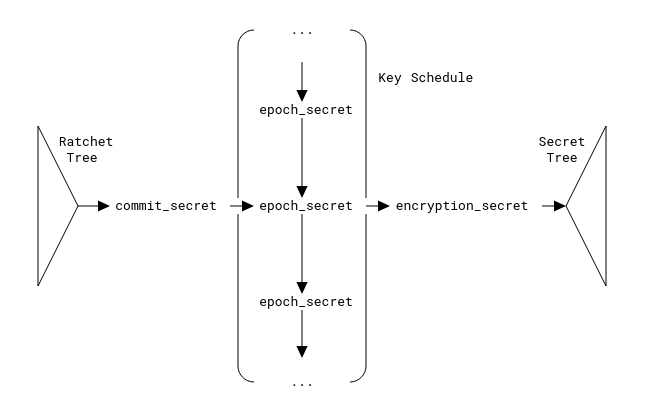 ...
Key Schedule
epoch_secret
Ratchet
Tree
Secret
Tree
commit_secret
epoch_secret
encryption_secret
epoch_secret
...